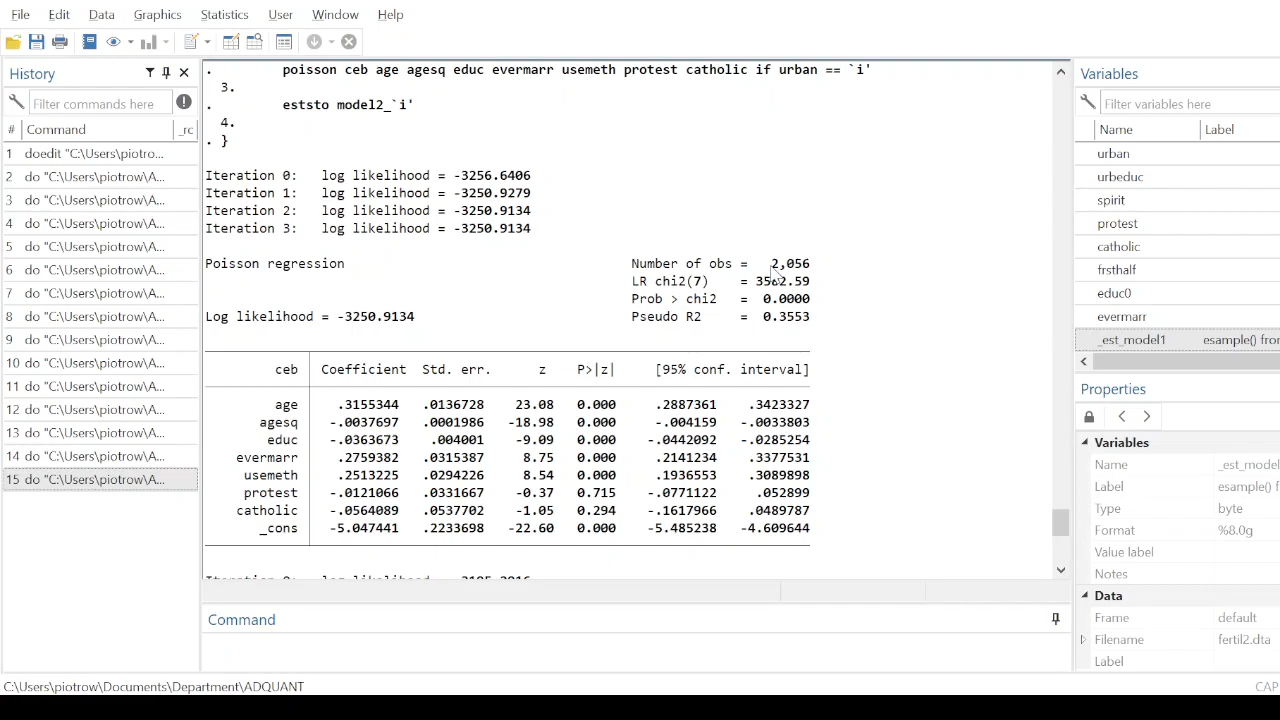 File Edit Data Graphics Statistics User Window Help
History
Filter commands here
# Command _rc
1 doedit "C:\Users\piotro...
2 do "C:\Users\piotrow\A...
3 do "C:\Users\piotrow\A...
4 do "C:\Users\piotrow\A...
5 do "C:\Users\piotrow\A...
6 do "C:\Users\piotrow\A...
7 do "C:\Users\piotrow\A...
8 do "C:\Users\piotrow\A...
9 do "C:\Users\piotrow\A...
10 do "C:\Users\piotrow\A...
11 do "C:\Users\piotrow\A...
12 do "C:\Users\piotrow\A...
13 do "C:\Users\piotrow\A...
14 do "C:\Users\piotrow\A...
15 do "C:\Users\piotrow\A...
. poisson ceb age agesq educ evermarr usemeth protest catholic if urban == `i'
3.
. eststo model2_`i'
4.
. }
Iteration 0: log likelihood = -3256.6406
Iteration 1: log likelihood = -3250.9279
Iteration 2: log likelihood = -3250.9134
Iteration 3: log likelihood = -3250.9134
Poisson regression Number of obs = 2,056
LR chi2(7) = 3582.59
Prob > chi2 = 0.0000
Log likelihood = -3250.9134 Pseudo R2 = 0.3553
ceb Coefficient Std. err. z P>|z| [95% conf. interval]
age .3155344 .0136728 23.08 0.000 .2887361 .3423327
agesq -.0037697 .0001986 -18.98 0.000 -.004159 -.0033803
educ -.0363673 .004001 -9.09 0.000 -.0442092 -.0285254
evermarr .2759382 .0315387 8.75 0.000 .2141234 .3377531
usemeth .2513225 .0294226 8.54 0.000 .1936553 .3089898
protest -.0121066 .0331667 -0.37 0.715 -.0771122 .052899
catholic -.0564089 .0537702 -1.05 0.294 -.1617966 .0489787
_cons -5.047441 .2233698 -22.60 0.000 -5.485238 -4.609644
Command
Variables
Filter variables here
Name Label
urban
urbeduc
spirit
protest
catholic
frsthalf
educ0
evermarr
_est_model1 esample() from
Properties
Variables
Name _est_model
Label esample() f
Type byte
Format %8.0g
Value label
Notes
Data
Frame default
Filename fertil2.dta
Label
C:\Users\piotrow\Documents\Department\ADQUANT
CAP